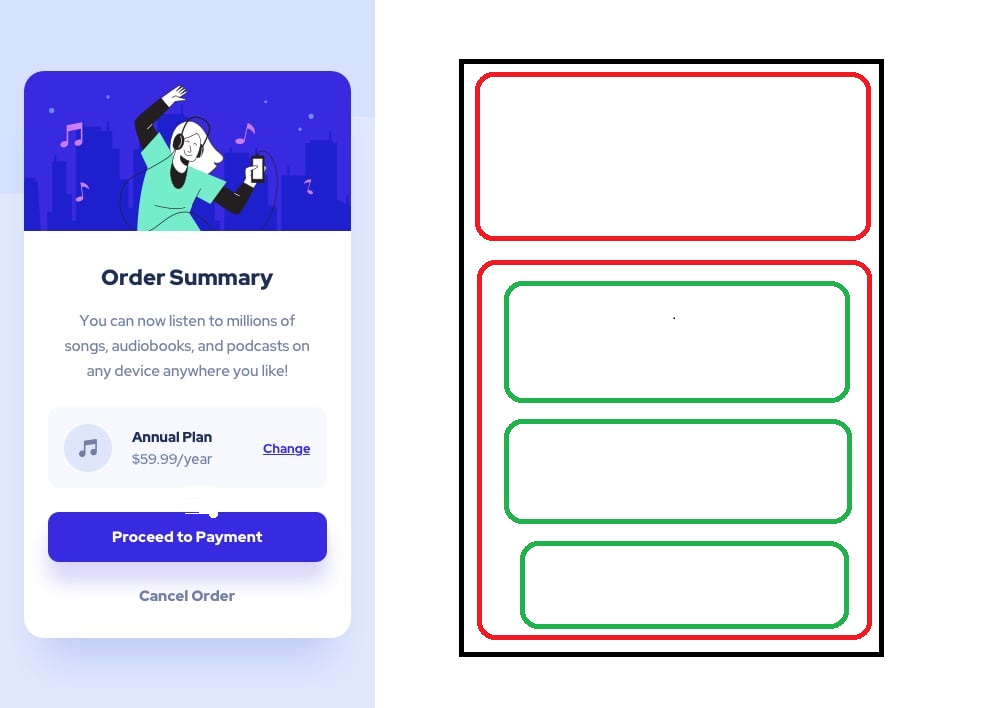 Order Summary
You can now listen to millions of
songs, audiobooks, and podcasts on
any device anywhere you like!
Annual Plan
$59.99/year
Change
Proceed to Payment
Cancel Order